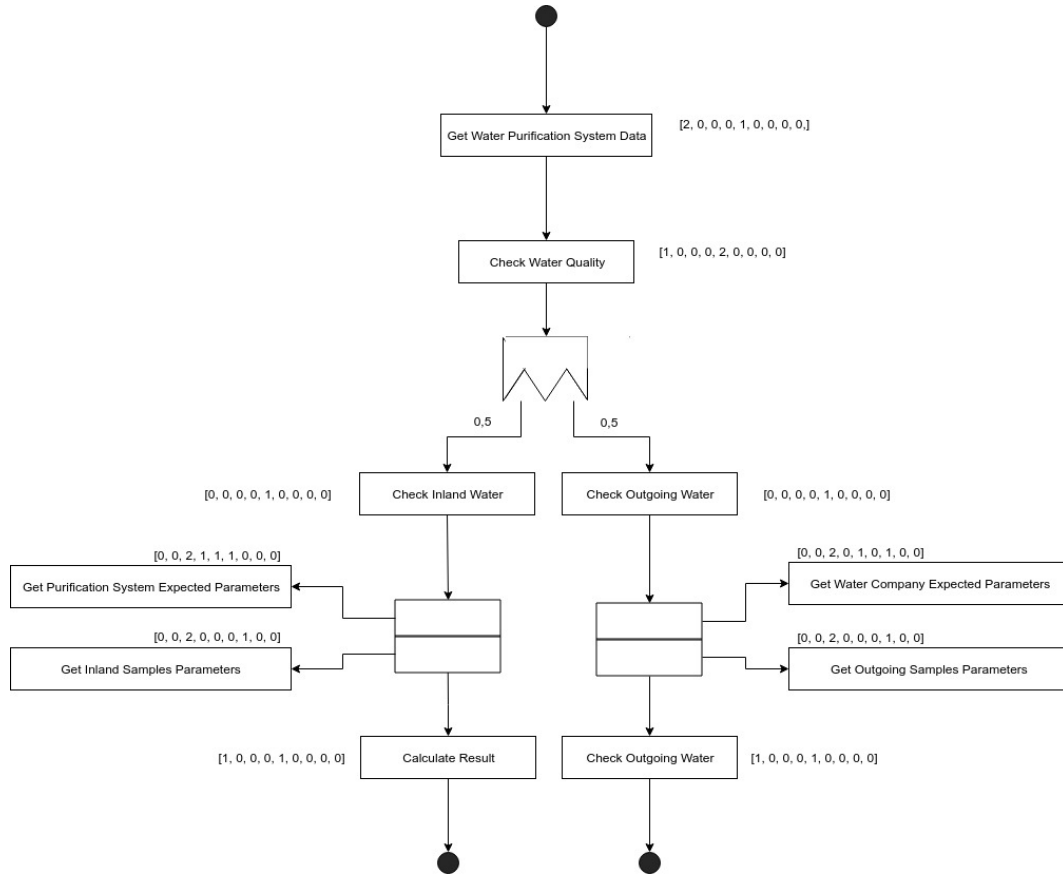 Get Water Purification System Data
[2, 0, 0, 0, 1, 0, 0, 0, 0,]
Check Water Quality
[1, 0, 0, 0, 2, 0, 0, 0, 0]
0,5
0,5
[0, 0, 0, 0, 1, 0, 0, 0, 0]
Check Inland Water
Check Outgoing Water
[0, 0, 0, 0, 1, 0, 0, 0, 0]
[0, 0, 2, 1, 1, 1, 0, 0, 0]
Get Purification System Expected Parameters
[0, 0, 2, 0, 1, 0, 1, 0, 0]
Get Water Company Expected Parameters
[0, 0, 2, 0, 0, 0, 1, 0, 0]
Get Inland Samples Parameters
[0, 0, 2, 0, 0, 0, 1, 0, 0]
Get Outgoing Samples Parameters
[1, 0, 0, 0, 1, 0, 0, 0, 0]
Calculate Result
Check Outgoing Water
[1, 0, 0, 0, 1, 0, 0, 0, 0]